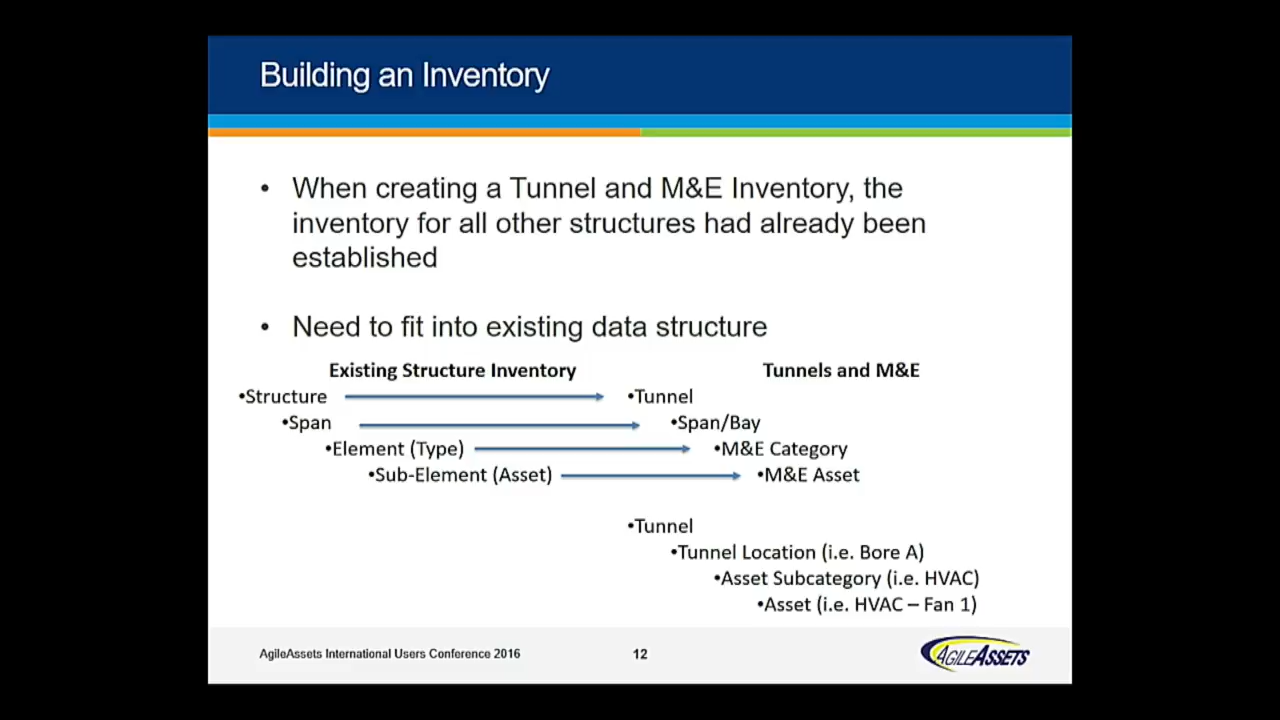 Building an Inventory
• When creating a Tunnel and M&E Inventory, the
inventory for all other structures had already been
established
• Need to fit into existing data structure
Existing Structure Inventory
Tunnels and M&E
•Structure
•Tunnel
•Span
•Span/Bay
•Element (Type)
•M&E Category
•Sub-Element (Asset)
•M&E Asset
•Tunnel
•Tunnel Location (i.e. Bore A)
•Asset Subcategory (i.e. HVAC)
•Asset (i.e. HVAC – Fan 1)
AgileAssets International Users Conference 2016
12
AGILEASSETS